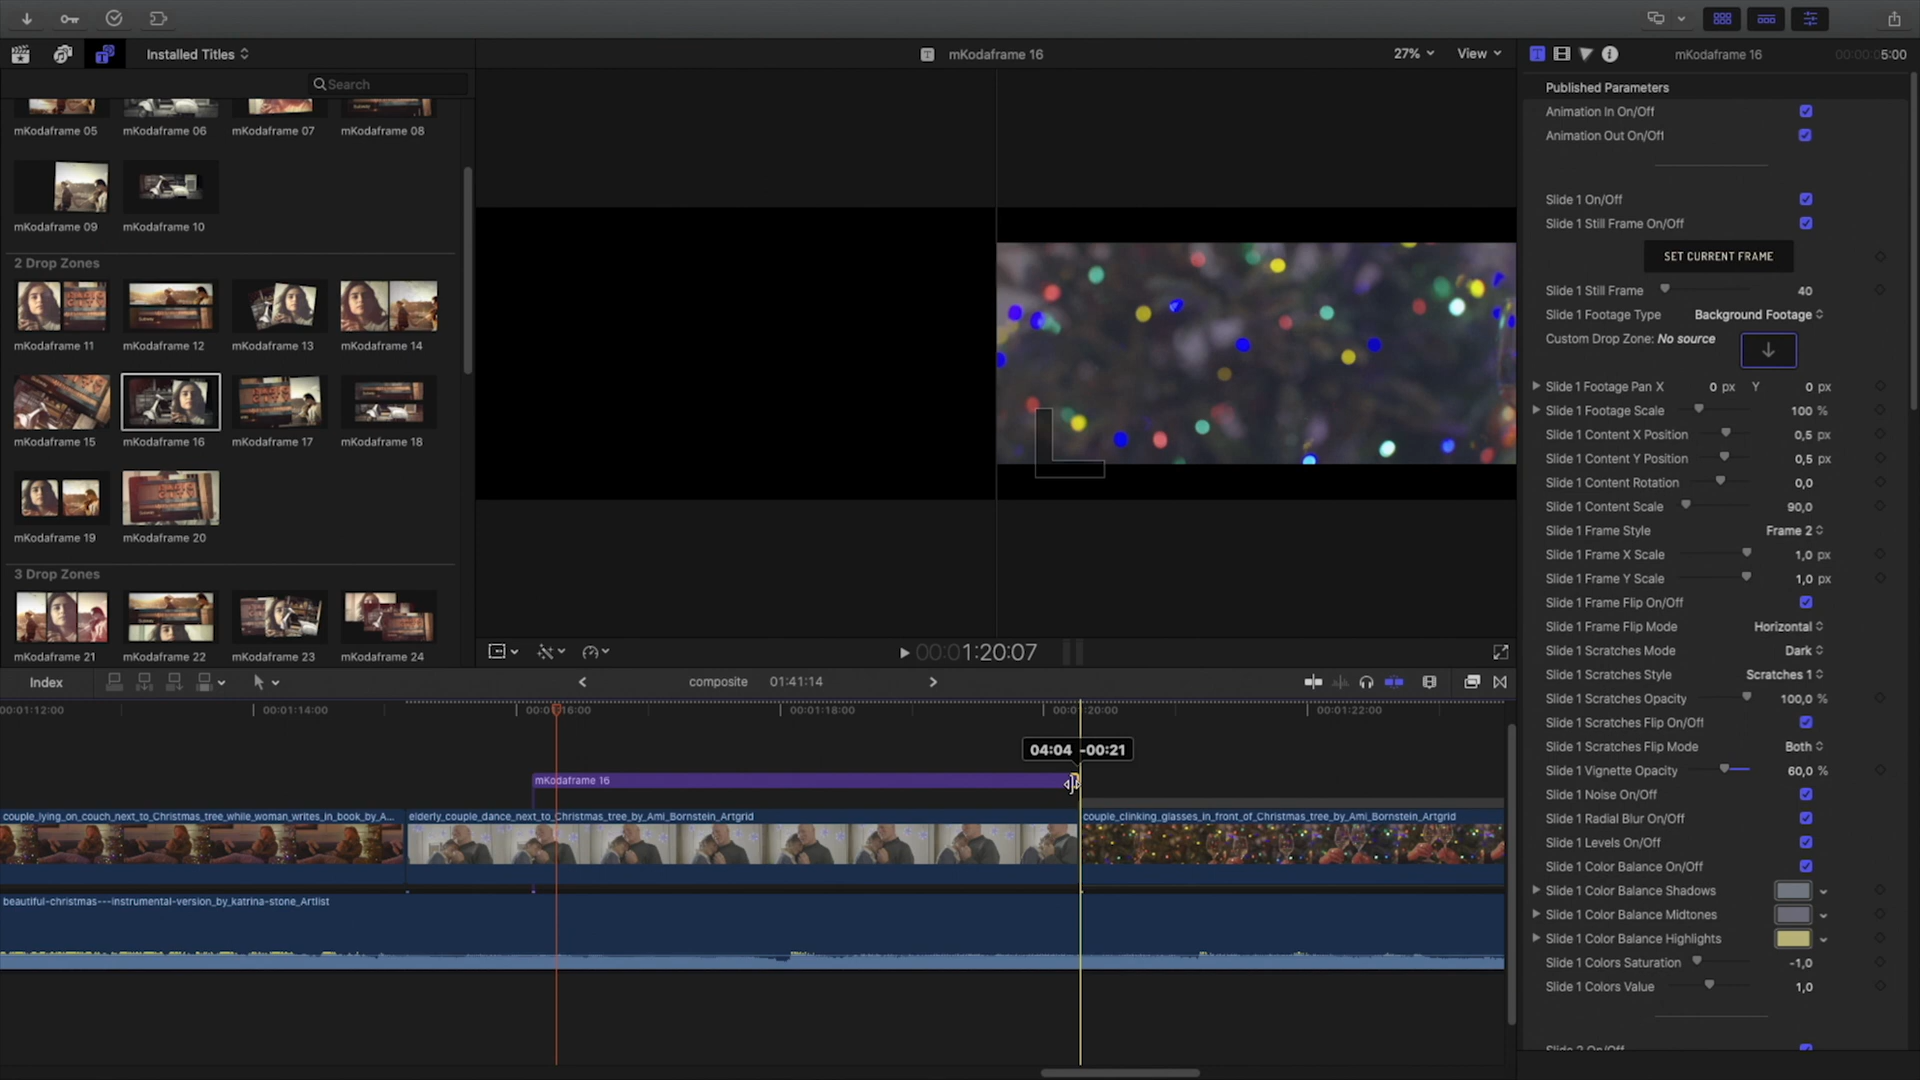 Installed Titles
Search
mKodaframe 05
mKodaframe 06
mKodaframe 07
mKodaframe 08
mKodaframe 09
mKodaframe 10
2 Drop Zones
mKodaframe 11
mKodaframe 12
mKodaframe 13
mKodaframe 14
mKodaframe 15
mKodaframe 16
mKodaframe 17
mKodaframe 18
mKodaframe 19
mKodaframe 20
3 Drop Zones
mKodaframe 21
mKodaframe 22
mKodaframe 23
mKodaframe 24
mKodaframe 16
27%
View
00:01:20:07
mKodaframe 16
00:00:05:00
Published Parameters
Animation In On/Off
Animation Out On/Off
Slide 1 On/Off
Slide 1 Still Frame On/Off
SET CURRENT FRAME
Slide 1 Still Frame 40
Slide 1 Footage Type Background Footage
Custom Drop Zone: No source
Slide 1 Footage Pan X 0 px Y 0 px
Slide 1 Footage Scale 100 %
Slide 1 Content X Position 0,5 px
Slide 1 Content Y Position 0,5 px
Slide 1 Content Rotation 0,0
Slide 1 Content Scale 90,0
Slide 1 Frame Style Frame 2
Slide 1 Frame X Scale 1,0 px
Slide 1 Frame Y Scale 1,0 px
Slide 1 Frame Flip On/Off
Slide 1 Frame Flip Mode Horizontal
Slide 1 Scratches Mode Dark
Slide 1 Scratches Style Scratches 1
Slide 1 Scratches Opacity 100,0 %
Slide 1 Scratches Flip On/Off
Slide 1 Scratches Flip Mode Both
Slide 1 Vignette Opacity 60,0 %
Slide 1 Noise On/Off
Slide 1 Radial Blur On/Off
Slide 1 Levels On/Off
Slide 1 Color Balance On/Off
Slide 1 Color Balance Shadows
Slide 1 Color Balance Midtones
Slide 1 Color Balance Highlights
Slide 1 Colors Saturation -1,0
Slide 1 Colors Value 1,0
Index
composite 01:41:14
00:01:12:00
00:01:14:00
00:01:16:00
00:01:18:00
00:01:20:00
00:01:22:00
04:04 -00:21
mKodaframe 16
couple_lying_on_couch_next_to_Christmas_tree_while_woman_writes_in_book_by_A...
elderly_couple_dance_next_to_Christmas_tree_by_Ami_Bornstein_Artgrid
couple_clinking_glasses_in_front_of_Christmas_tree_by_Ami_Bornstein_Artgrid
beautiful-christmas---instrumental-version_by_katrina-stone_Artlist